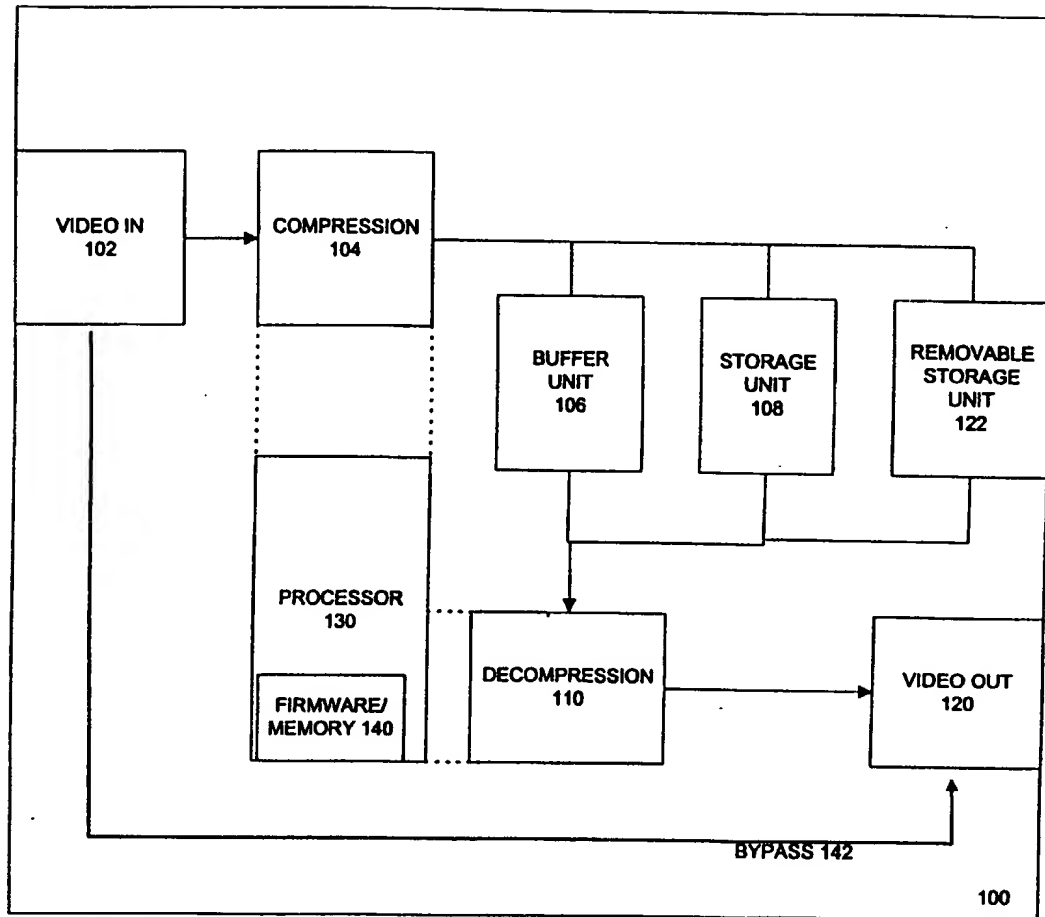 VIDEO IN
102
COMPRESSION
104
BUFFER
UNIT
106
STORAGE
UNIT
108
REMOVABLE
STORAGE
UNIT
122
PROCESSOR
130
FIRMWARE/
MEMORY 140
DECOMPRESSION
110
VIDEO OUT
120
BYPASS 142
100